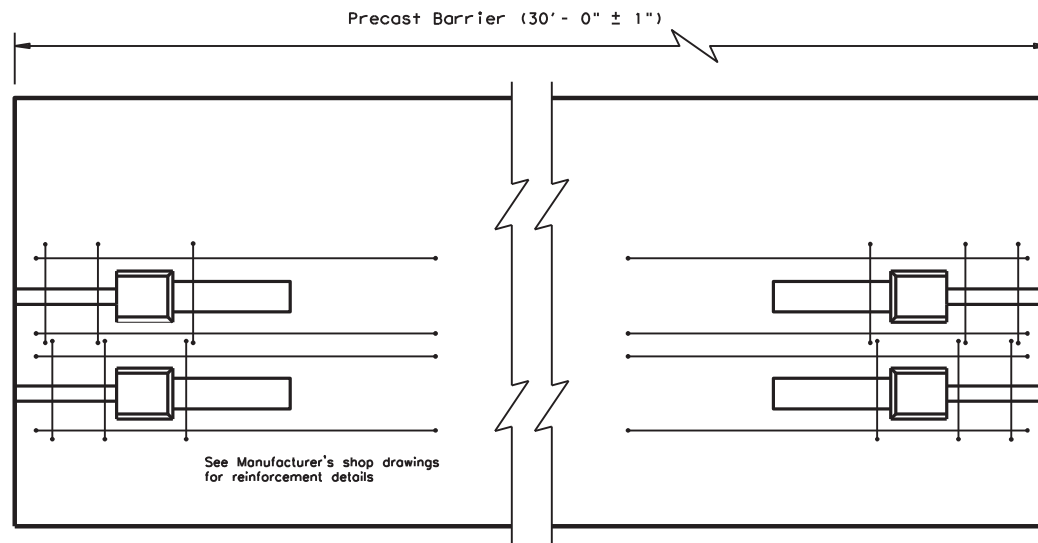 Precast Barrier (30'- 0" ± 1")
See Manufacturer's shop drawings
for reinforcement details